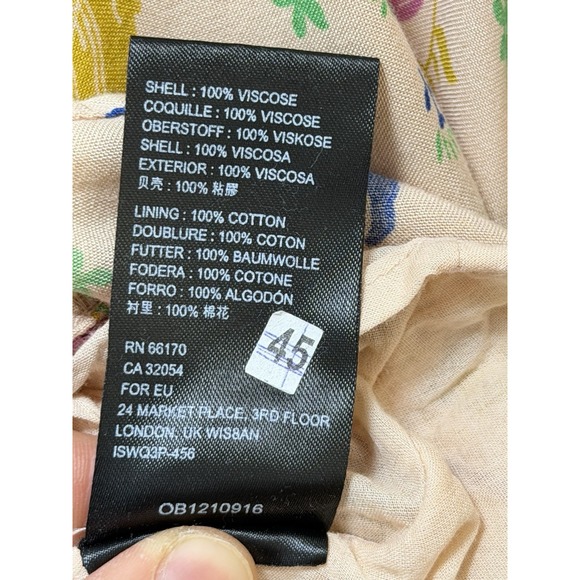 SHELL : 100% VISCOSE
COQUILLE : 100% VISCOSE
OBERSTOFF : 100% VISKOSE
SHELL : 100% VISCOSA
EXTERIOR : 100% VISCOSA
贝壳 : 100% 粘膠
LINING : 100% COTTON
DOUBLURE : 100% COTON
FUTTER : 100% BAUMWOLLE
FODERA : 100% COTONE
FORRO : 100% ALGODÓN
衬里 : 100% 棉花
45
RN 66170
CA 32054
FOR EU
24 MARKET PLACE, 3RD FLOOR
LONDON, UK WIS8AN
ISWQ3P-456
OB1210916